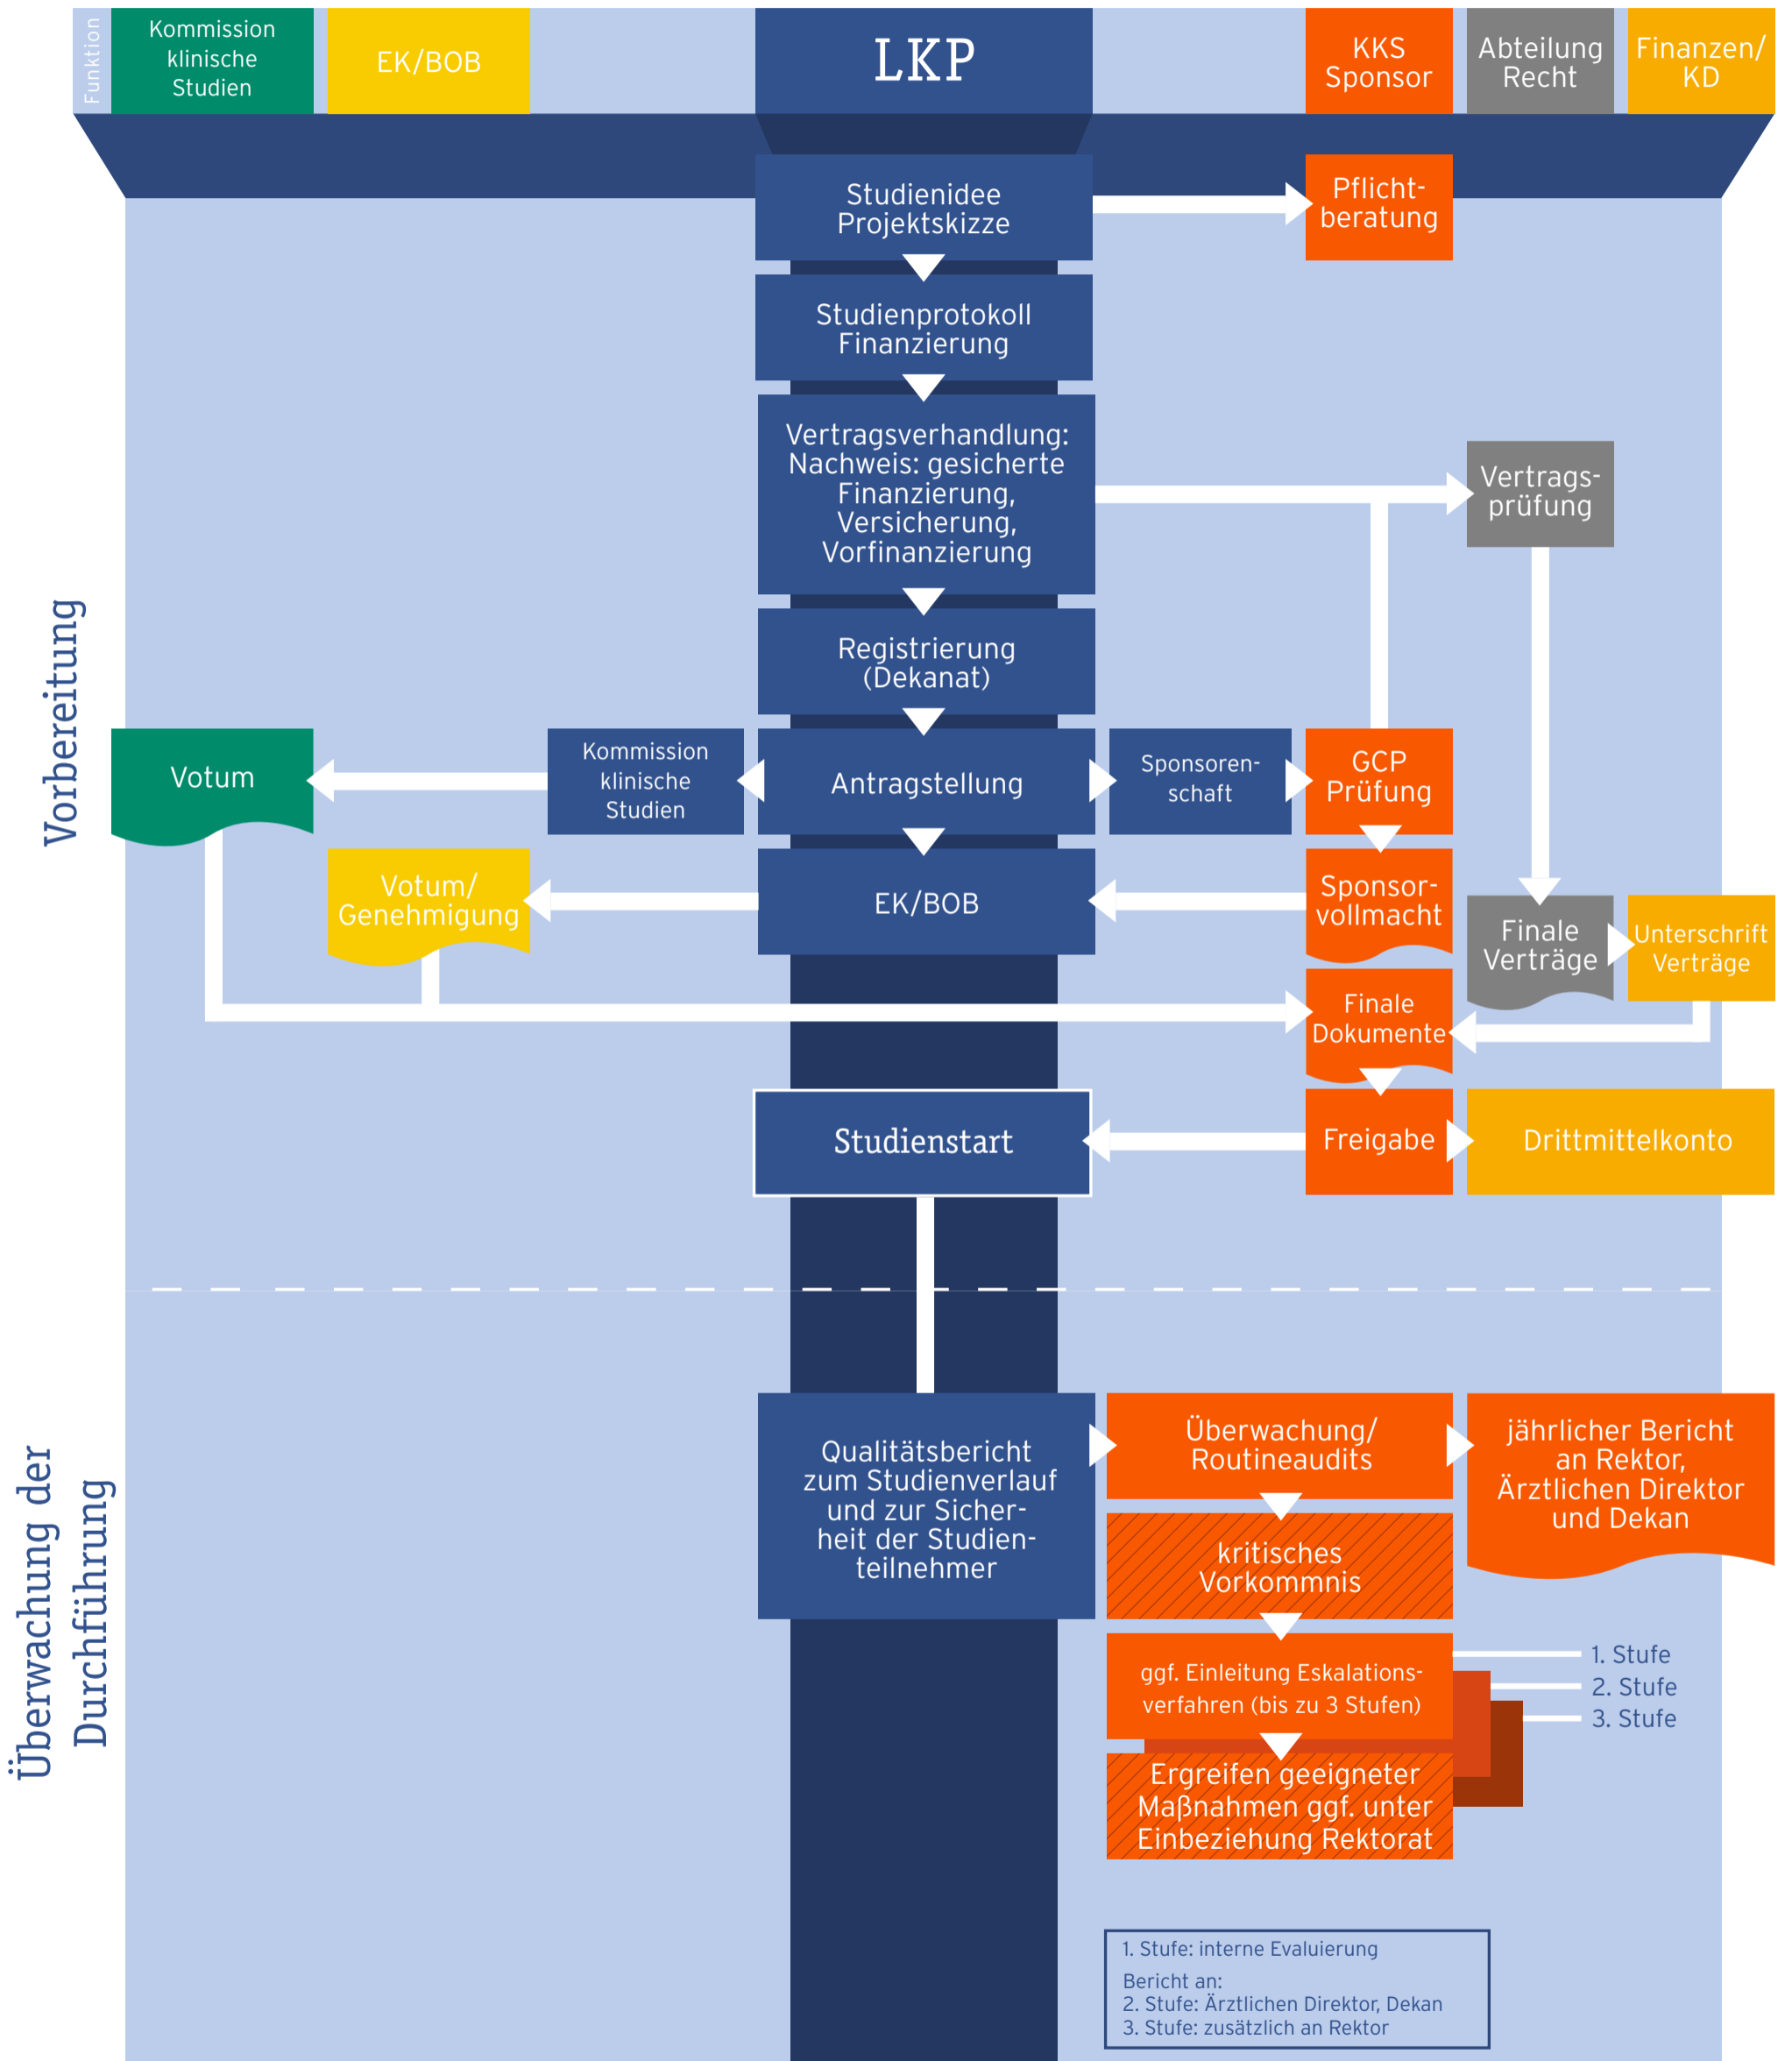 Funktion
Kommission
klinische
Studien
EK/BOB
LKP
KKS
Sponsor
Abteilung
Recht
Finanzen/
KD
Vorbereitung
Studienidee
Projektskizze
Pflicht-
beratung
Studienprotokoll
Finanzierung
Vertragsverhandlung:
Nachweis: gesicherte
Finanzierung,
Versicherung,
Vorfinanzierung
Vertrags-
prüfung
Registrierung
(Dekanat)
Votum
Kommission
klinische
Studien
Antragstellung
Sponsoren-
schaft
GCP
Prüfung
Votum/
Genehmigung
EK/BOB
Sponsor-
vollmacht
Finale
Verträge
Unterschrift
Verträge
Finale
Dokumente
Studienstart
Freigabe
Drittmittelkonto
Überwachung der
Durchführung
Qualitätsbericht
zum Studienverlauf
und zur Sicher-
heit der Studien-
teilnehmer
Überwachung/
Routineaudits
jährlicher Bericht
an Rektor,
Ärztlichen Direktor
und Dekan
kritisches
Vorkommnis
ggf. Einleitung Eskalations-
verfahren (bis zu 3 Stufen)
1. Stufe
2. Stufe
3. Stufe
Ergreifen geeigneter
Maßnahmen ggf. unter
Einbeziehung Rektorat
1. Stufe: interne Evaluierung
Bericht an:
2. Stufe: Ärztlichen Direktor, Dekan
3. Stufe: zusätzlich an Rektor